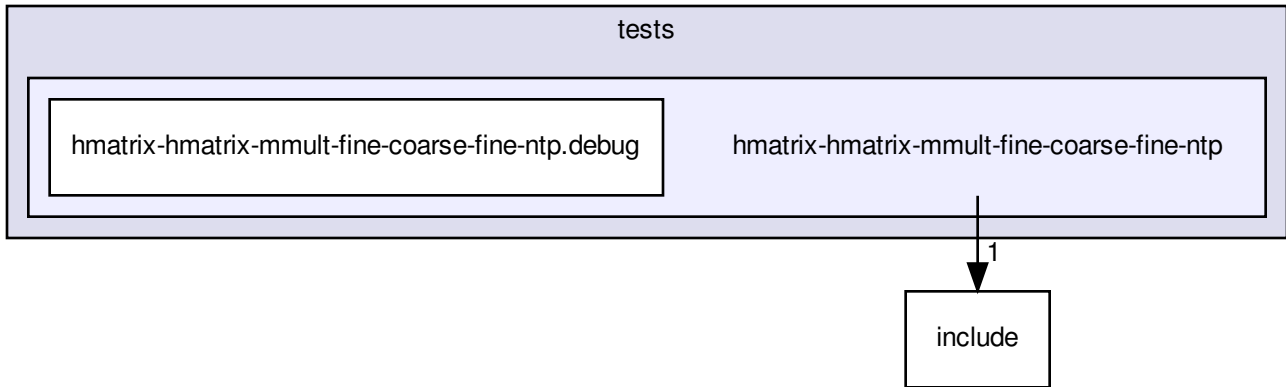 tests
hmatrix-hmatrix-mmult-fine-coarse-fine-ntp.debug
hmatrix-hmatrix-mmult-fine-coarse-fine-ntp
1
include